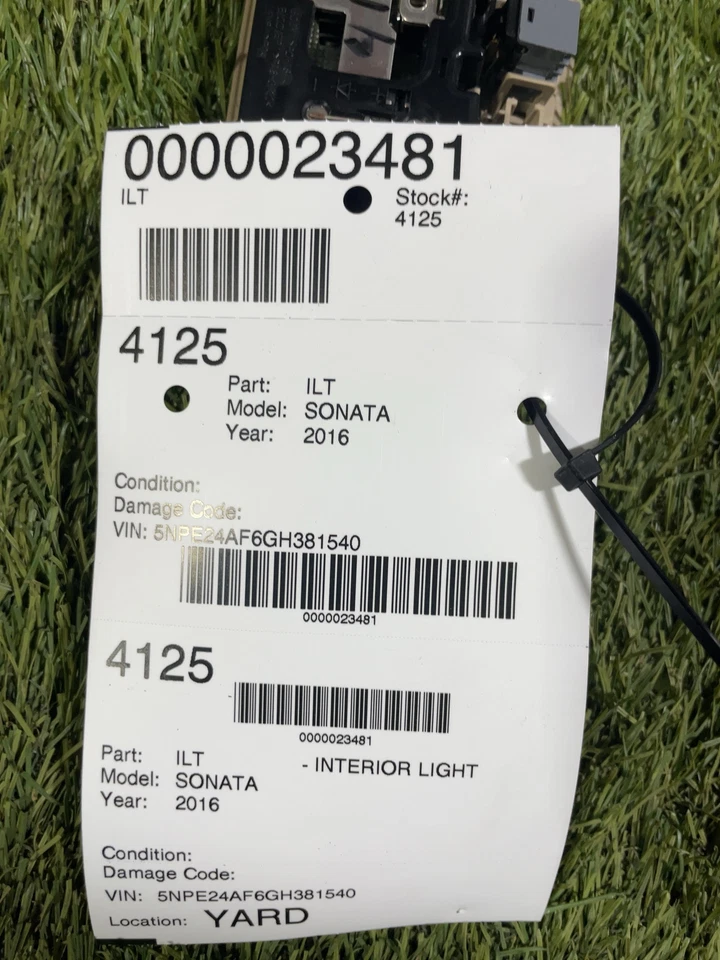 0000023481
ILT
Stock#:
4125
4125
Part: ILT
Model: SONATA
Year: 2016
Condition:
Damage Code:
VIN: 5NPE24AF6GH381540
0000023481
4125
0000023481
Part: ILT - INTERIOR LIGHT
Model: SONATA
Year: 2016
Condition:
Damage Code:
VIN: 5NPE24AF6GH381540
Location: YARD